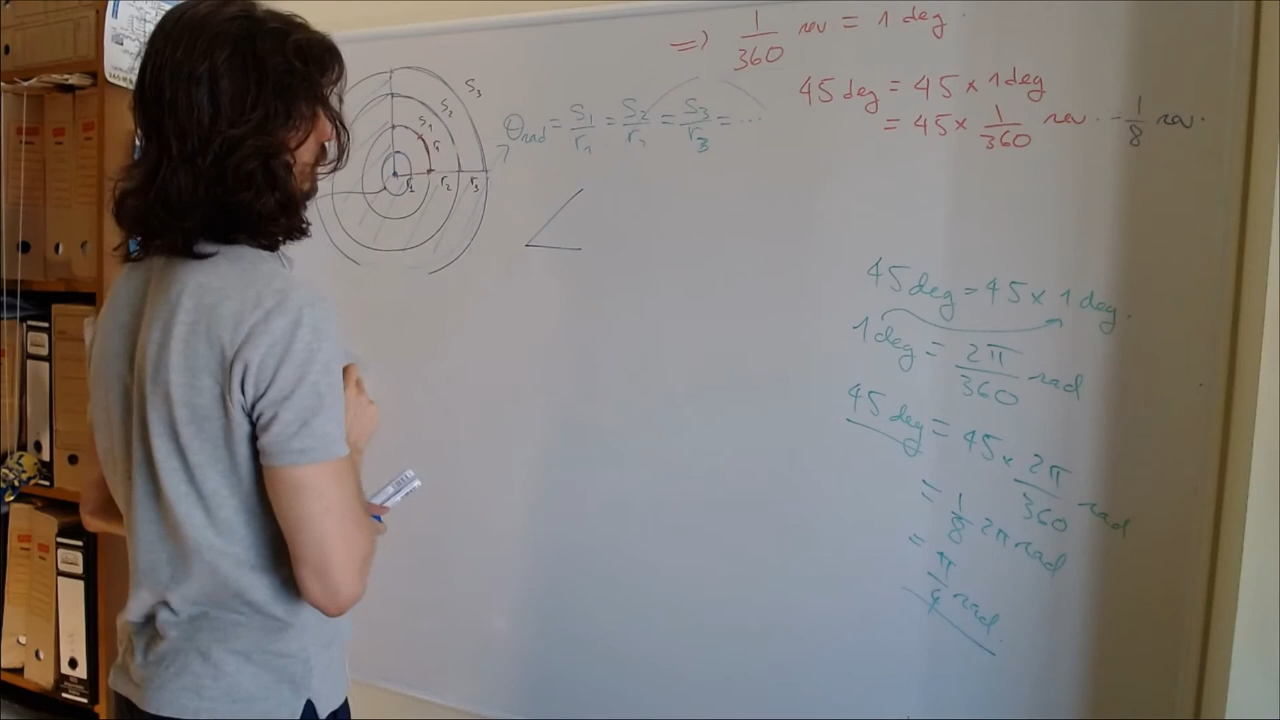 => 1/360 rev = 1 deg.
45 deg = 45 × 1 deg
= 45 × 1/360 rev. = 1/8 rev.
S3
S2
S1
r1
r1 r2 r3
θrad = S1/r1 = S2/r2 = S3/r3 = ...
45 deg = 45 × 1 deg.
1 deg = 2π/360 rad
45 deg = 45 × 2π/360 rad
= 1/8 2π rad
= π/4 rad.